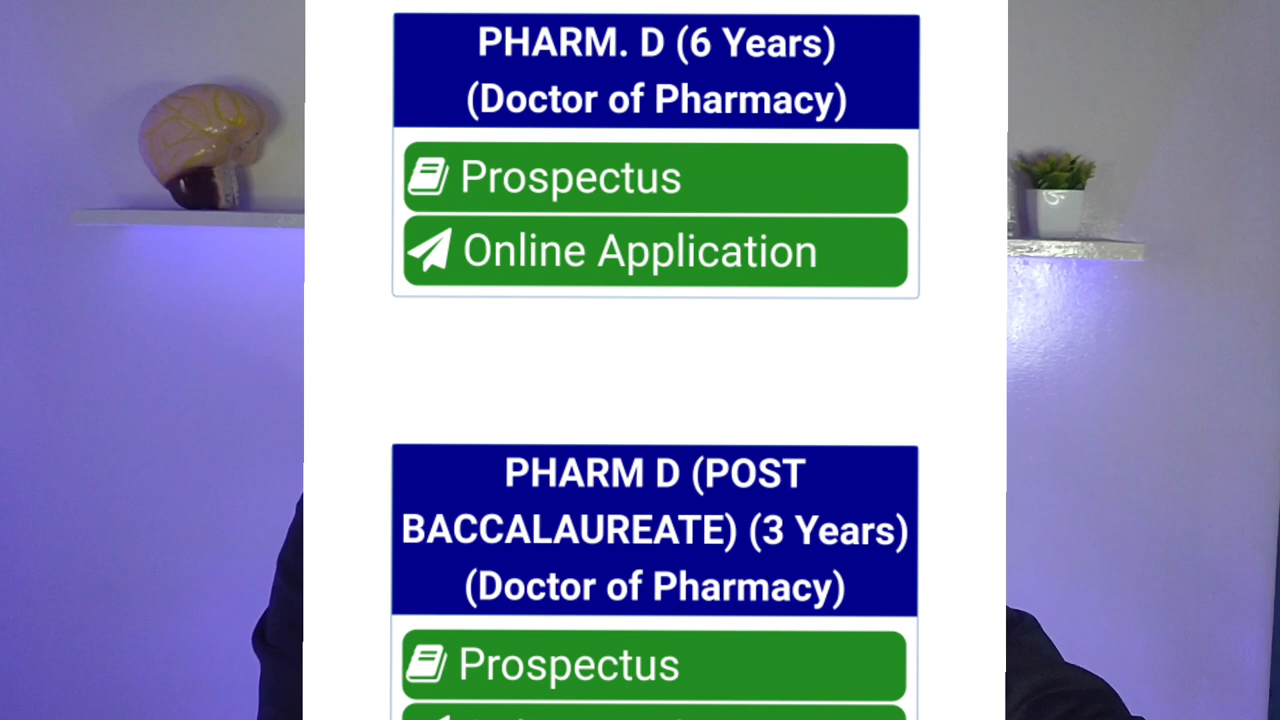 PHARM. D (6 Years)
(Doctor of Pharmacy)
Prospectus
Online Application
PHARM D (POST
BACCALAUREATE) (3 Years)
(Doctor of Pharmacy)
Prospectus